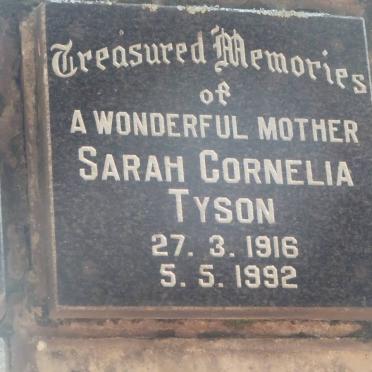 Treasured Memories
of
A WONDERFUL MOTHER
SARAH CORNELIA
TYSON
27. 3. 1916
5. 5. 1992